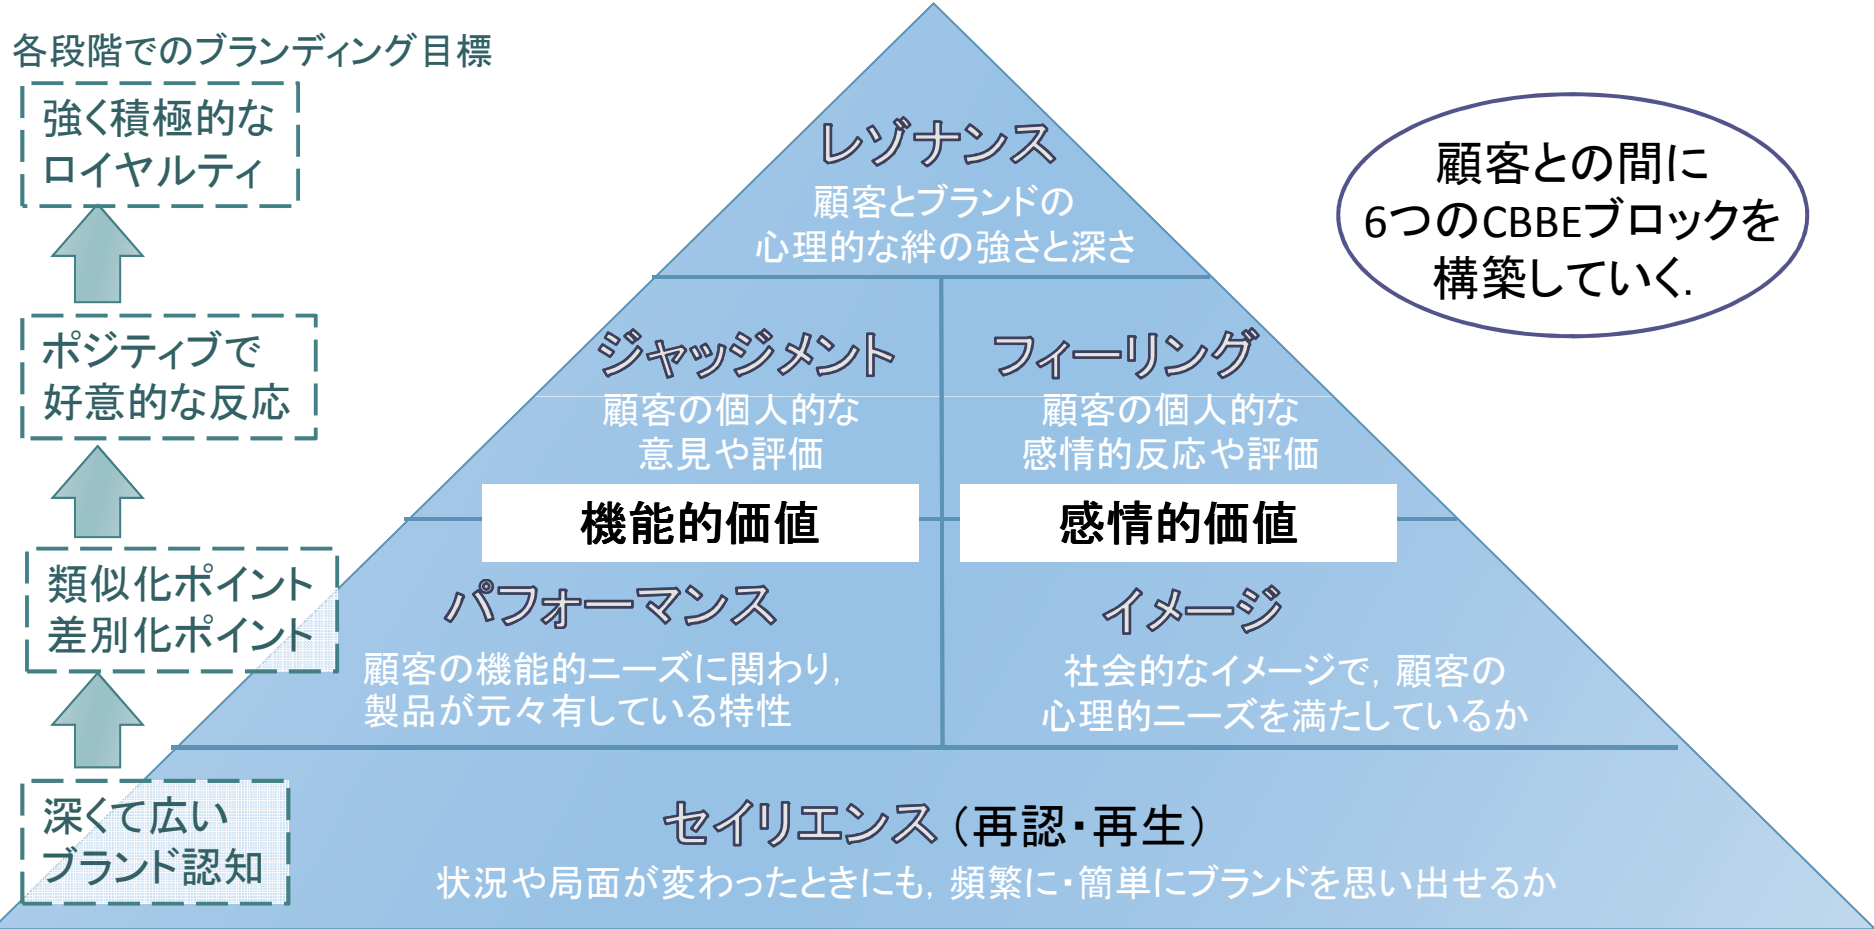 各段階でのブランディング目標
強く積極的な
ロイヤルティ
ポジティブで
好意的な反応
類似化ポイント
差別化ポイント
深くて広い
ブランド認知
レゾナンス
顧客とブランドの
心理的な絆の強さと深さ
ジャッジメント
顧客の個人的な
意見や評価
フィーリング
顧客の個人的な
感情的反応や評価
機能的価値
感情的価値
パフォーマンス
顧客の機能的ニーズに関わり,
製品が元々有している特性
イメージ
社会的なイメージで, 顧客の
心理的ニーズを満たしているか
セイリエンス（再認・再生）
状況や局面が変わったときにも, 頻繁に・簡単にブランドを思い出せるか
顧客との間に
6つのCBBEブロックを
構築していく.